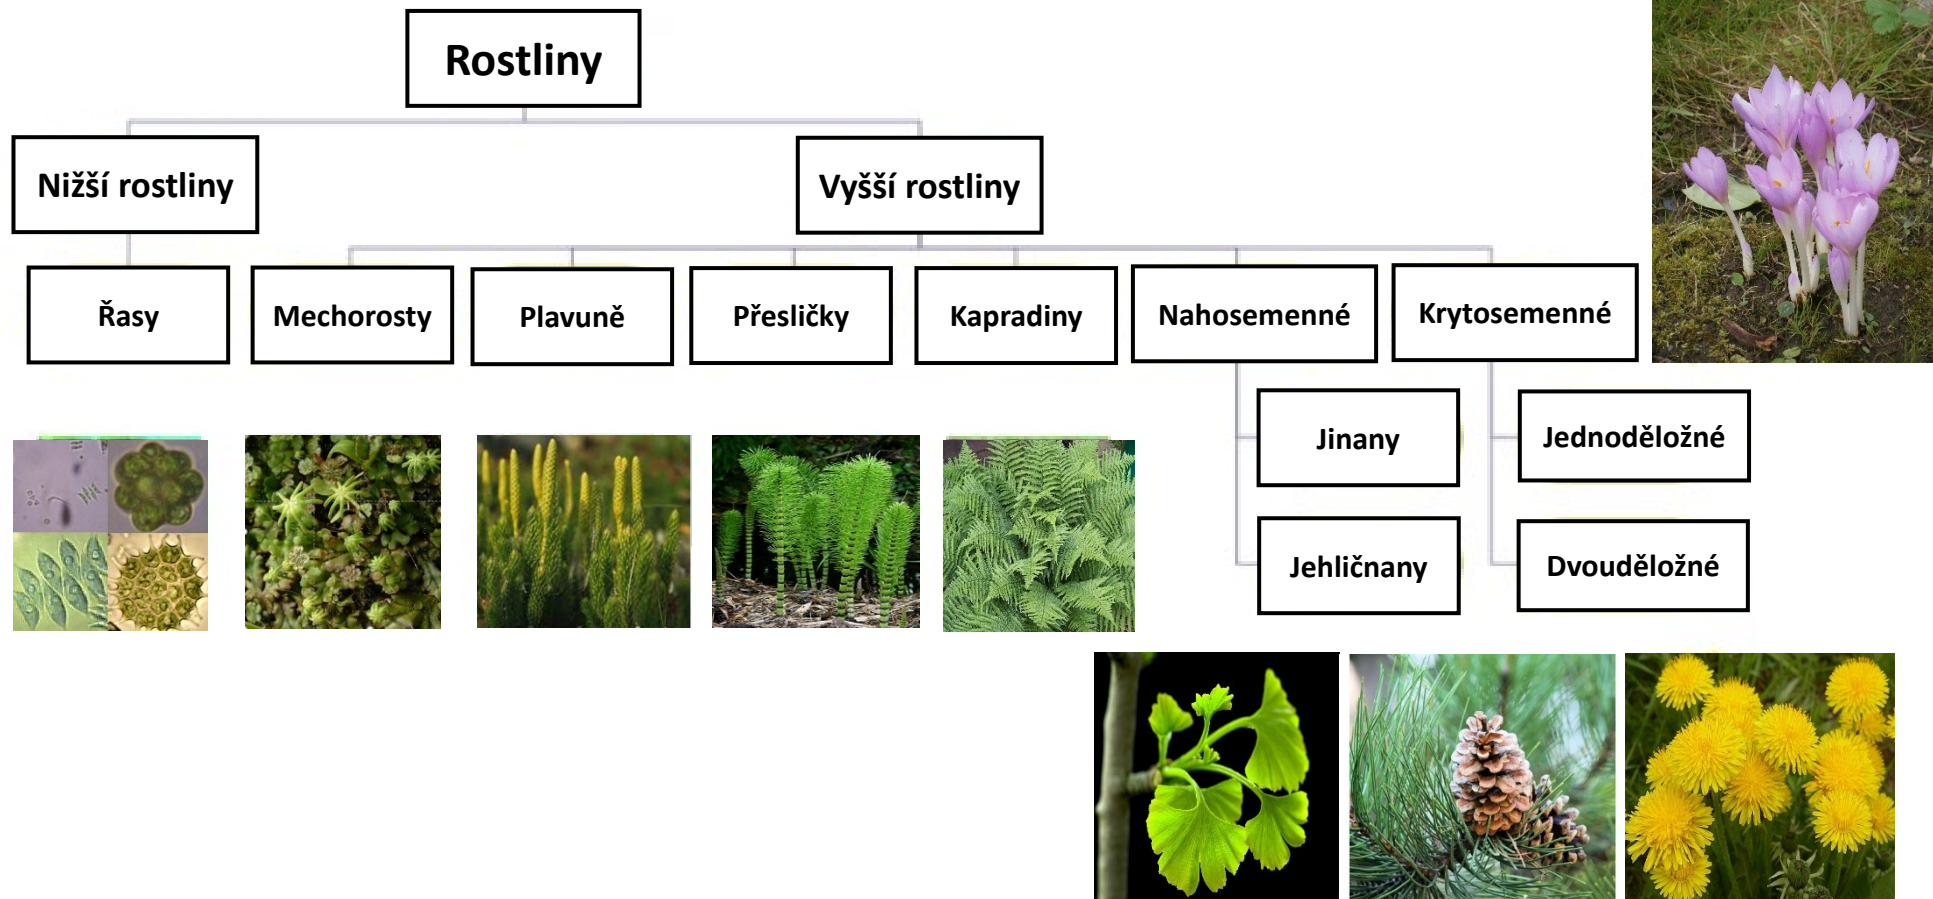 Rostliny
Nižší rostliny
Vyšší rostliny
Řasy
Mechorosty
Plavuně
Přesličky
Kapradiny
Nahosemenné
Krytosemenné
Jinany
Jednoděložné
Jehličnany
Dvouděložné